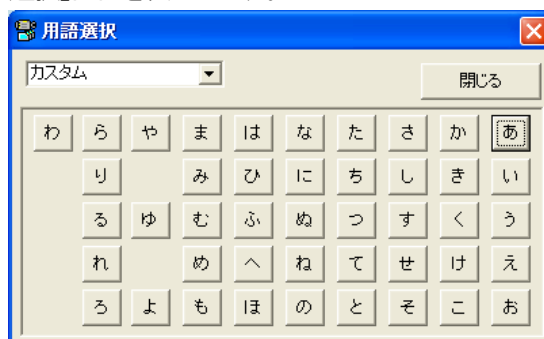 用語選択
カスタム
閉じる
わ ら や ま は な た さ か あ
り み ひ に ち し き い
る ゆ む ふ ぬ つ す く う
れ め へ ね て せ け え
ろ よ も ほ の と そ こ お